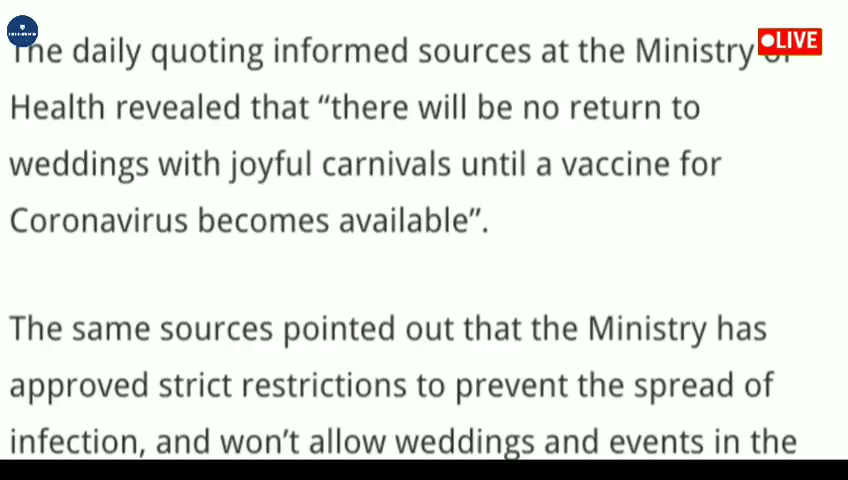 The daily quoting informed sources at the Ministry of
LIVE
Health revealed that “there will be no return to
weddings with joyful carnivals until a vaccine for
Coronavirus becomes available”.
The same sources pointed out that the Ministry has
approved strict restrictions to prevent the spread of
infection, and won’t allow weddings and events in the